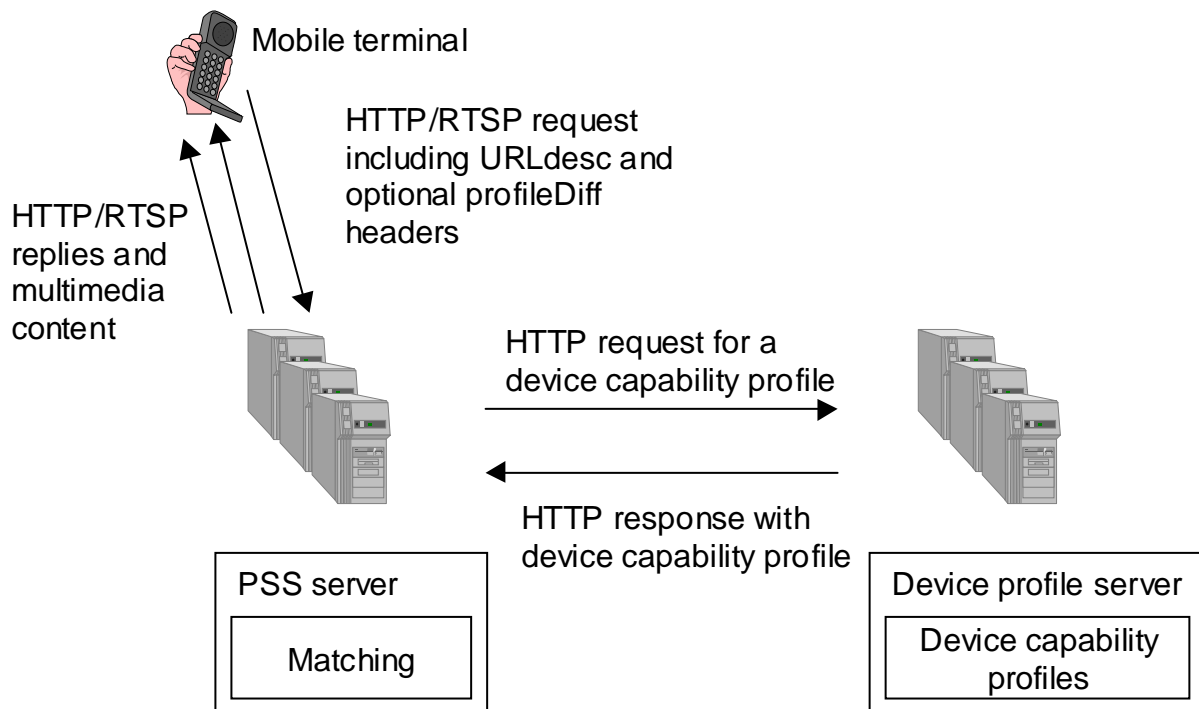 Mobile terminal
HTTP/RTSP request
including URLdesc and
optional profileDiff
headers
HTTP/RTSP
replies and
multimedia
content
HTTP request for a
device capability profile
HTTP response with
device capability profile
PSS server
Matching
Device profile server
Device capability
profiles